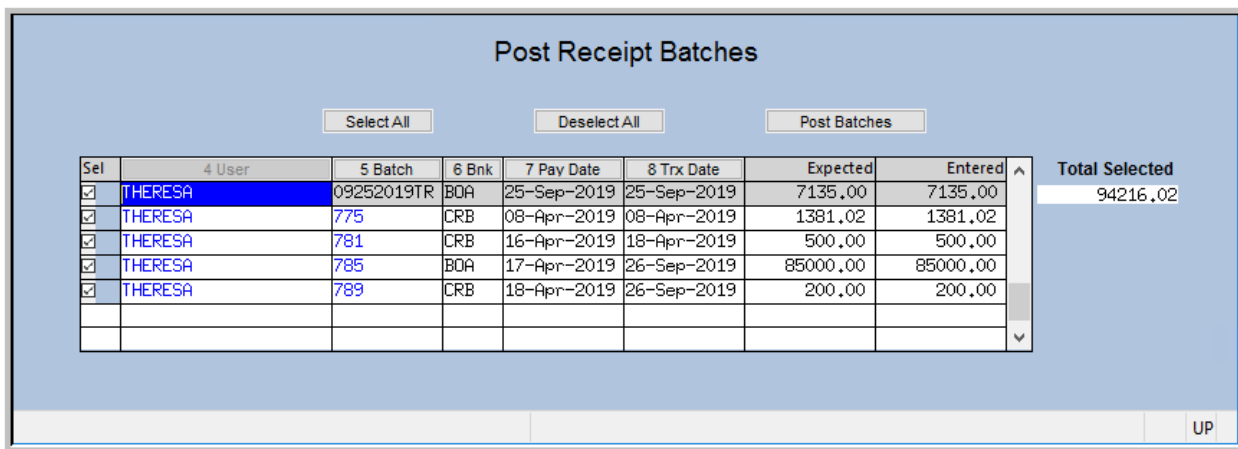 Post Receipt Batches
Select All Deselect All Post Batches
Sel 4 User 5 Batch 6 Bnk 7 Pay Date 8 Trx Date Expected Entered Total Selected
THERESA 09252019TR BOA 25-Sep-2019 25-Sep-2019 7135.00 7135.00 94216.02
THERESA 775 CRB 08-Apr-2019 08-Apr-2019 1381.02 1381.02
THERESA 781 CRB 16-Apr-2019 18-Apr-2019 500.00 500.00
THERESA 785 BOA 17-Apr-2019 26-Sep-2019 85000.00 85000.00
THERESA 789 CRB 18-Apr-2019 26-Sep-2019 200.00 200.00
UP